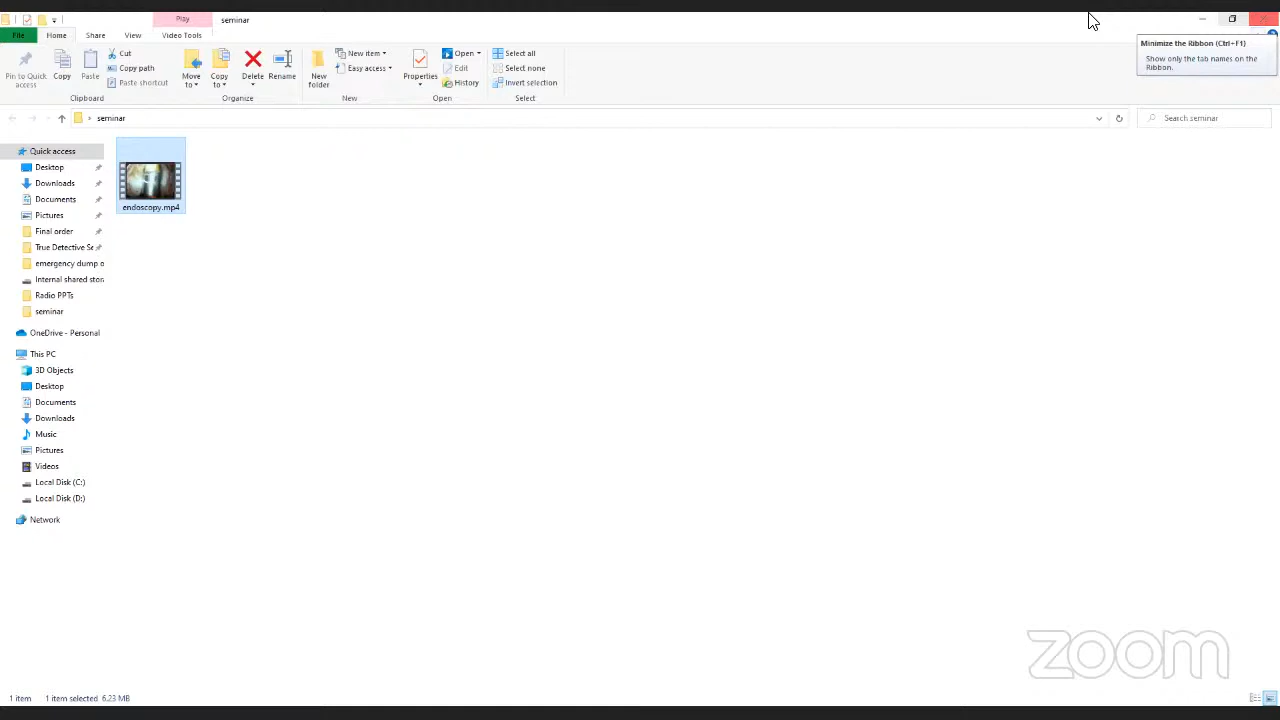 Play
seminar
File
Home
Share
View
Video Tools
Minimize the Ribbon (Ctrl+F1)
Show only the tab names on the
Ribbon.
Pin to Quick
access
Copy
Paste
Cut
Copy path
Paste shortcut
Clipboard
Move
to
Copy
to
Delete
Rename
Organize
New
folder
New item
Easy access
New
Properties
Open
Edit
History
Open
Select all
Select none
Invert selection
Select
seminar
Search seminar
Quick access
Desktop
Downloads
Documents
Pictures
Final order
True Detective Se
emergency dump o
Internal shared stora
Radio PPTs
seminar
OneDrive - Personal
This PC
3D Objects
Desktop
Documents
Downloads
Music
Pictures
Videos
Local Disk (C:)
Local Disk (D:)
Network
endoscopy.mp4
zoom
1 item
1 item selected 6.23 MB